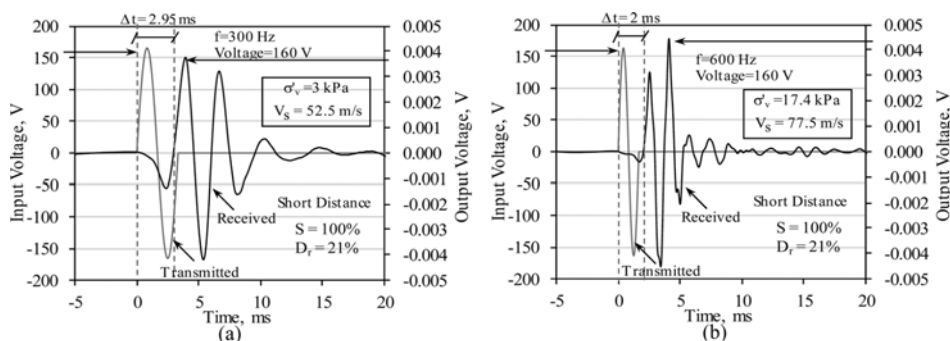 Δt=2.95 ms
f=300 Hz
Voltage=160 V
σ'v =3 kPa
VS = 52.5 m/s
Received
Short Distance
S = 100%
Dr = 21%
Transmitted
200
150
100
50
0
-50
-100
-150
-200
0.005
0.004
0.003
0.002
0.001
0.000
-0.001
-0.002
-0.003
-0.004
-0.005
-5
0
5
10
15
20
Input Voltage, V
Output Voltage, V
Time, ms
(a)
Δt=2 ms
f=600 Hz
Voltage=160 V
σ'v =17.4 kPa
VS = 77.5 m/s
Received
Short Distance
S = 100%
Dr = 21%
Transmitted
200
150
100
50
0
-50
-100
-150
-200
0.005
0.004
0.003
0.002
0.001
0.000
-0.001
-0.002
-0.003
-0.004
-0.005
-5
0
5
10
15
20
Input Voltage, V
Output Voltage, V
Time, ms
(b)